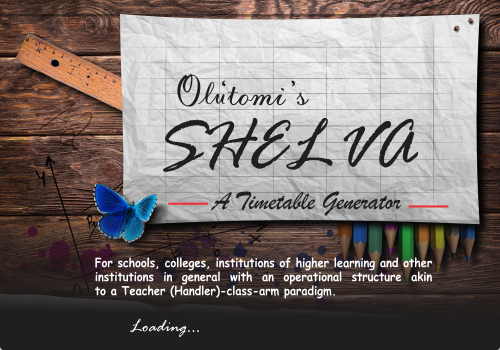 Olútomi's
SHELVA
A Timetable Generator
For schools, colleges, institutions of higher learning and other
institutions in general with an operational structure akin
to a Teacher (Handler)-class-arm paradigm.
Loading...